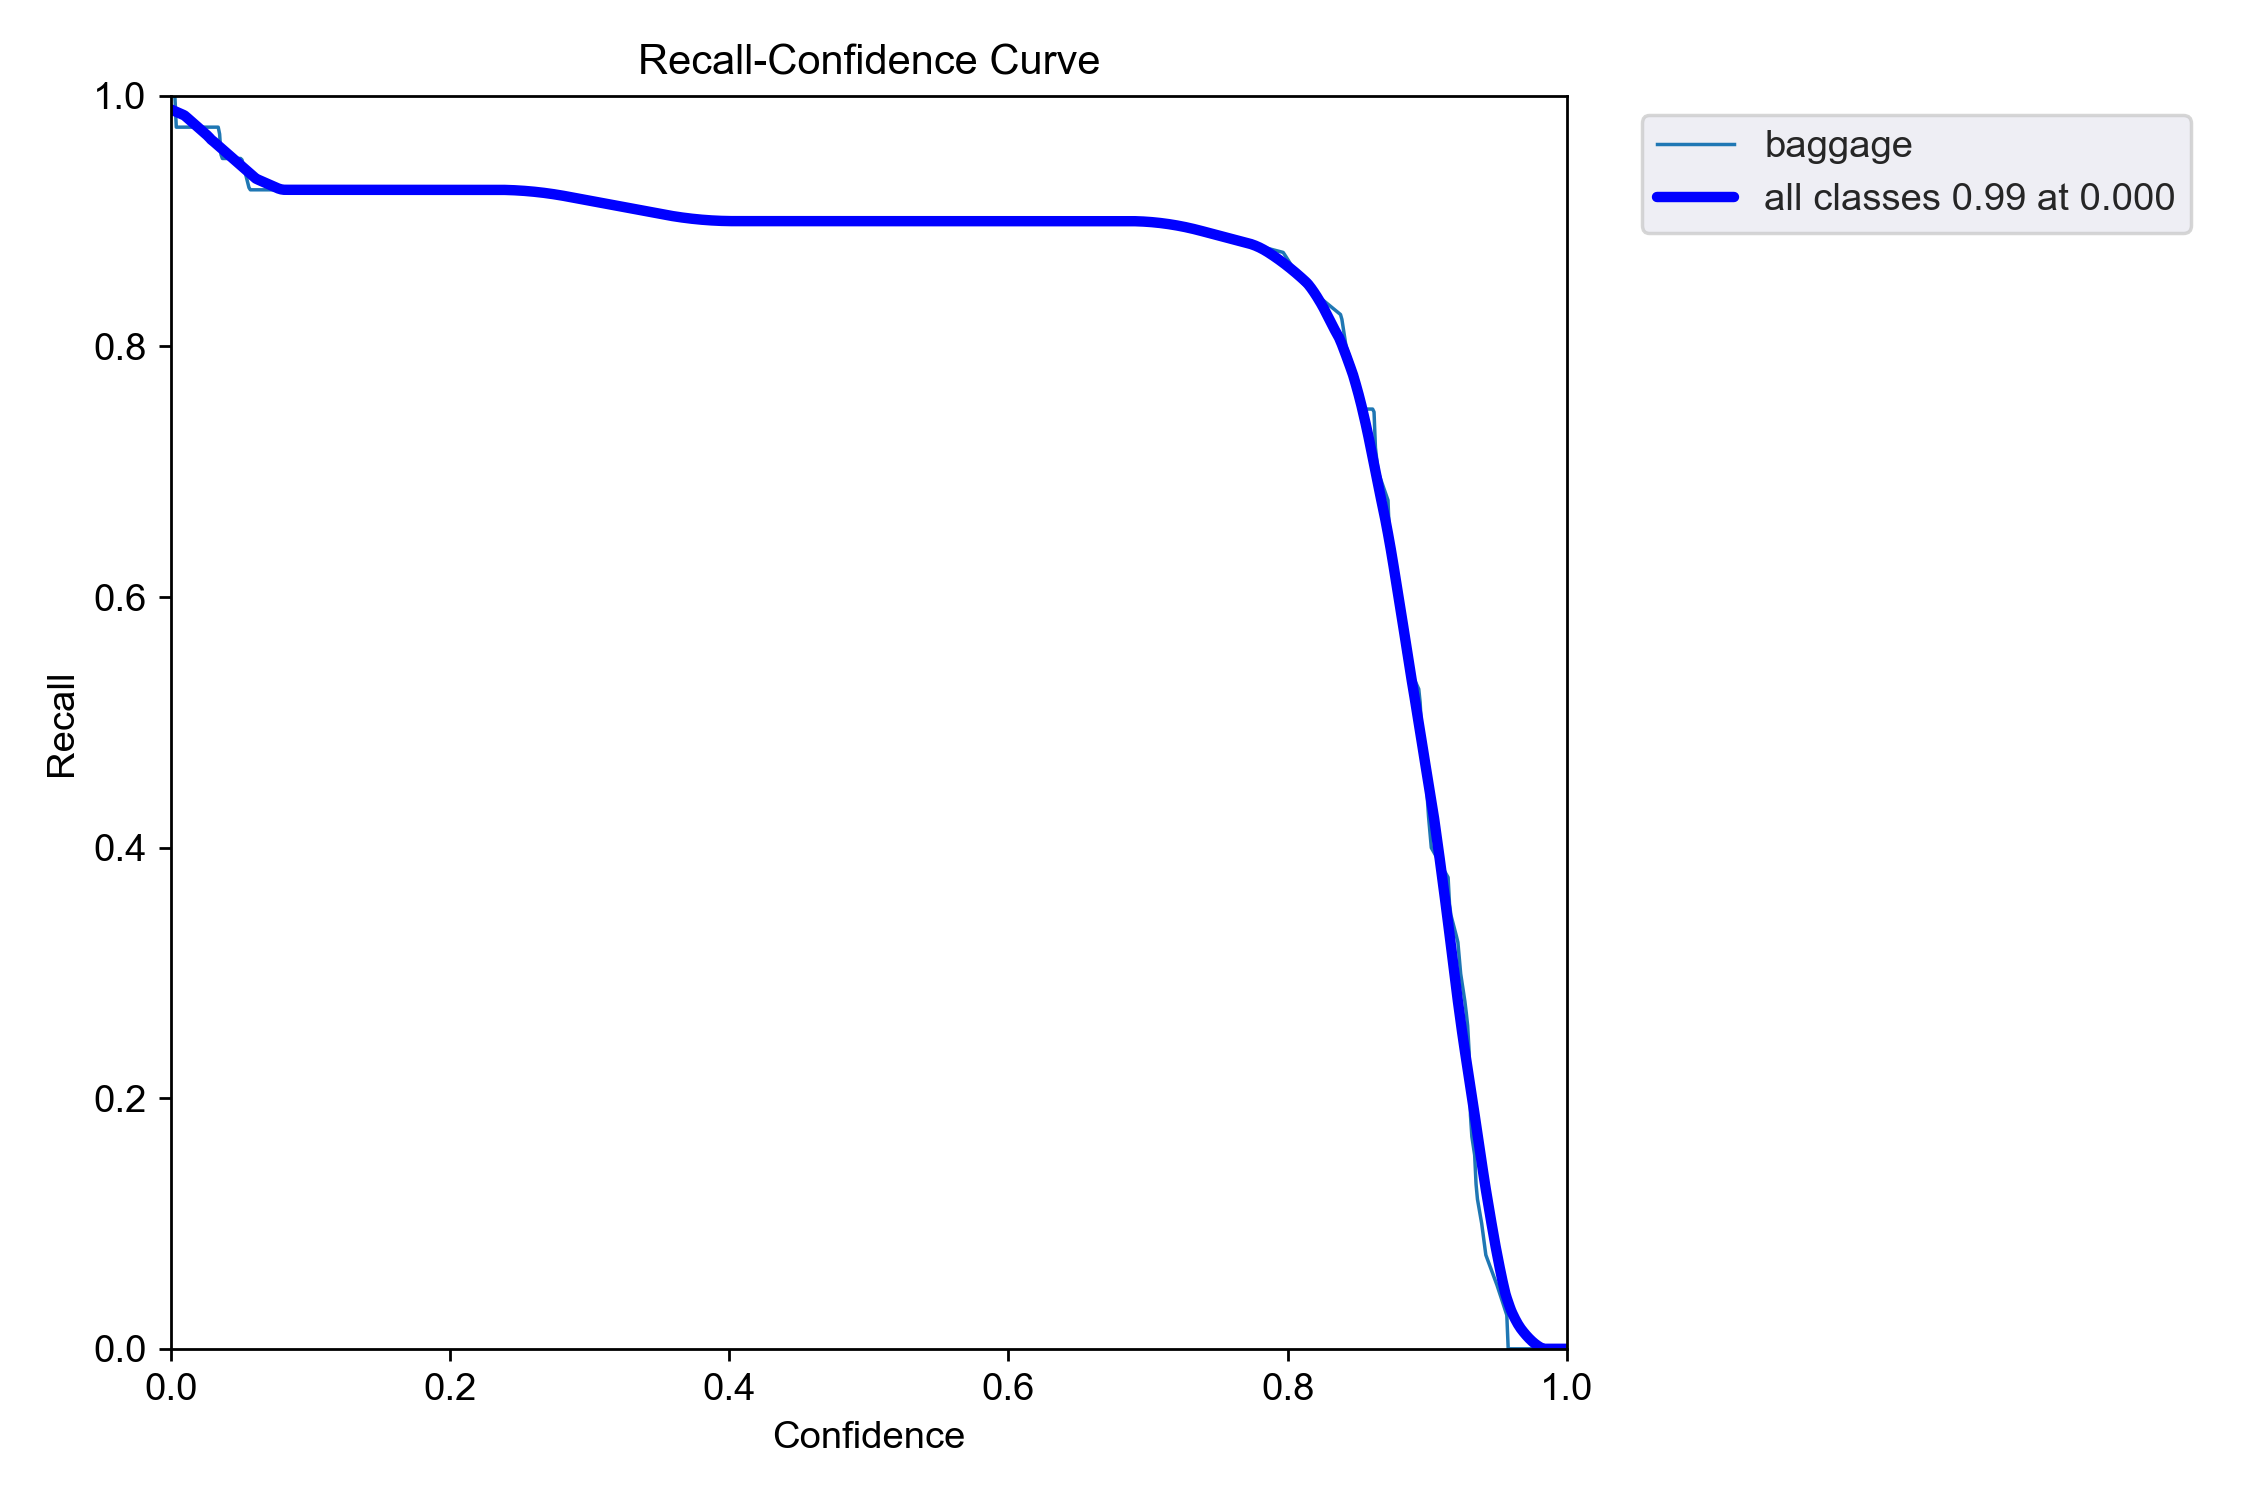 Recall-Confidence Curve
1.0
0.8
0.6
0.4
0.2
0.0
Recall
0.0 0.2 0.4 0.6 0.8 1.0
Confidence
baggage
all classes 0.99 at 0.000